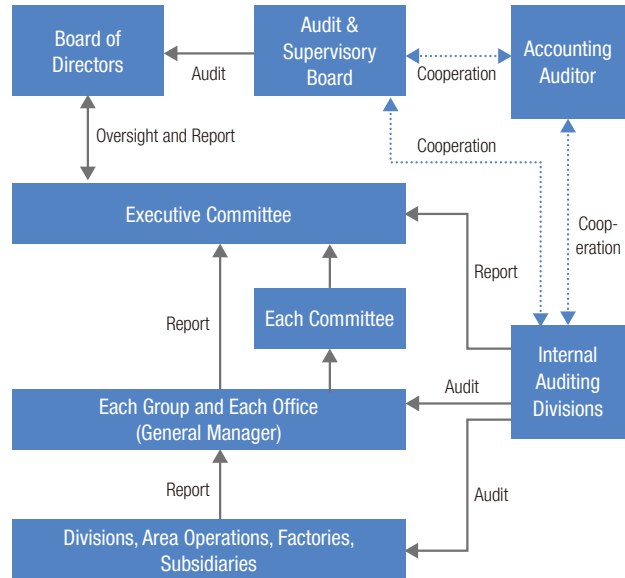 Board of
Directors
Audit
Audit &
Supervisory
Board
Cooperation
Accounting
Auditor
Oversight and Report
Cooperation
Executive Committee
Coop-
eration
Report
Report
Each Committee
Internal
Auditing
Divisions
Each Group and Each Office
(General Manager)
Audit
Report
Audit
Divisions, Area Operations, Factories,
Subsidiaries